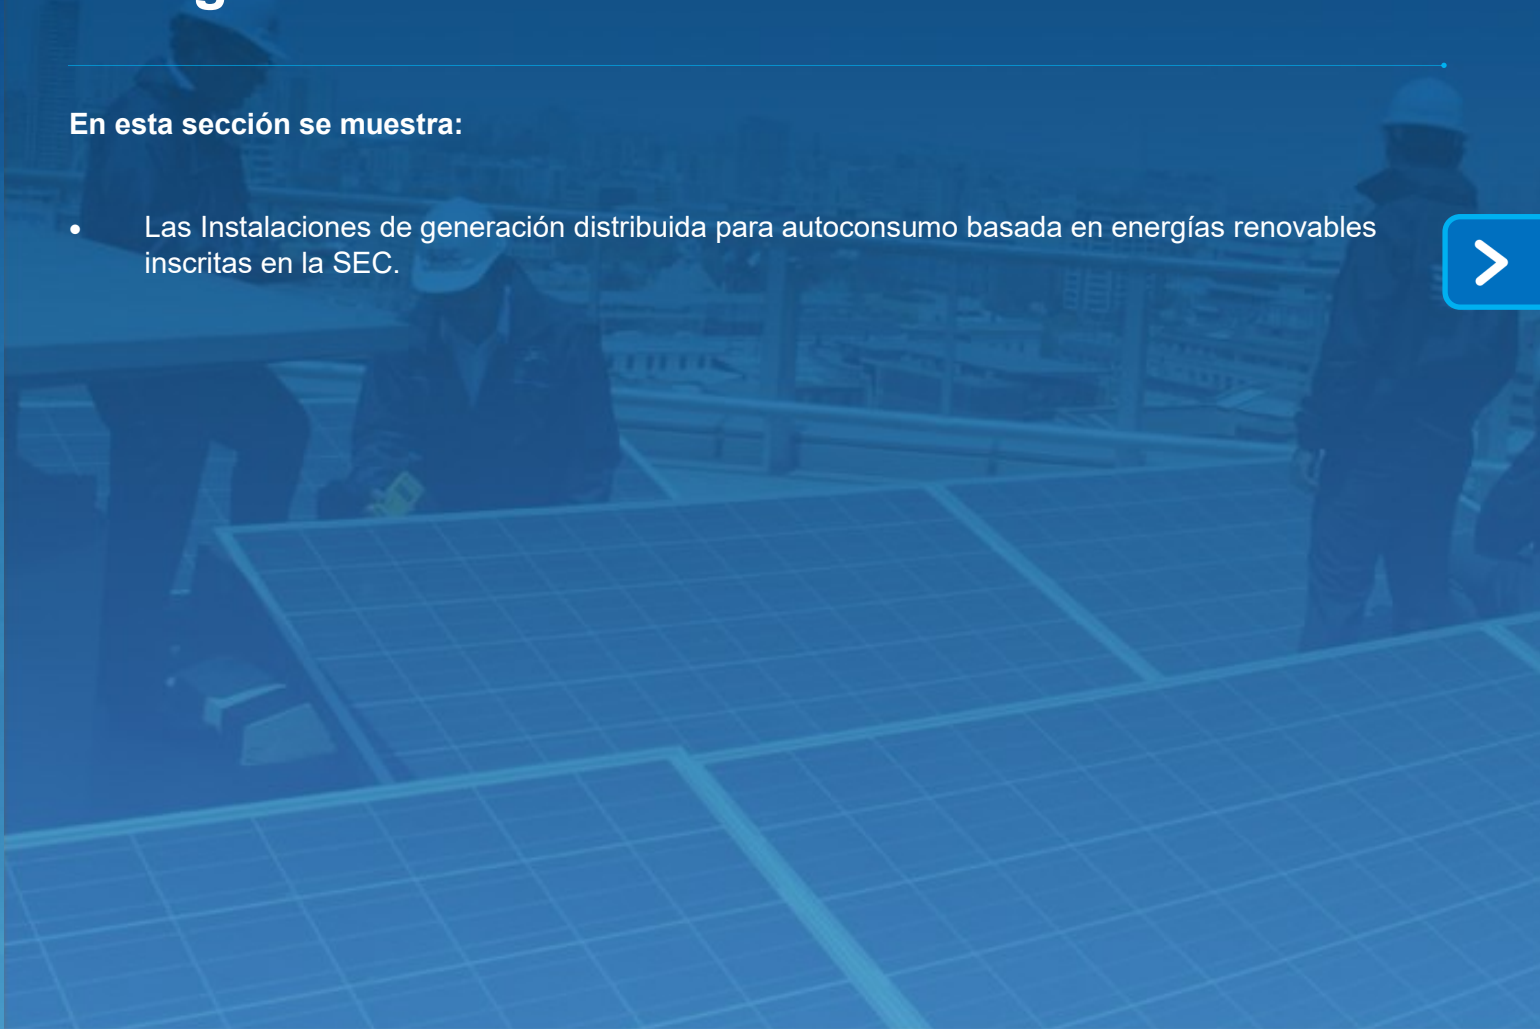 En esta sección se muestra:
• Las Instalaciones de generación distribuida para autoconsumo basada en energías renovables
inscritas en la SEC.